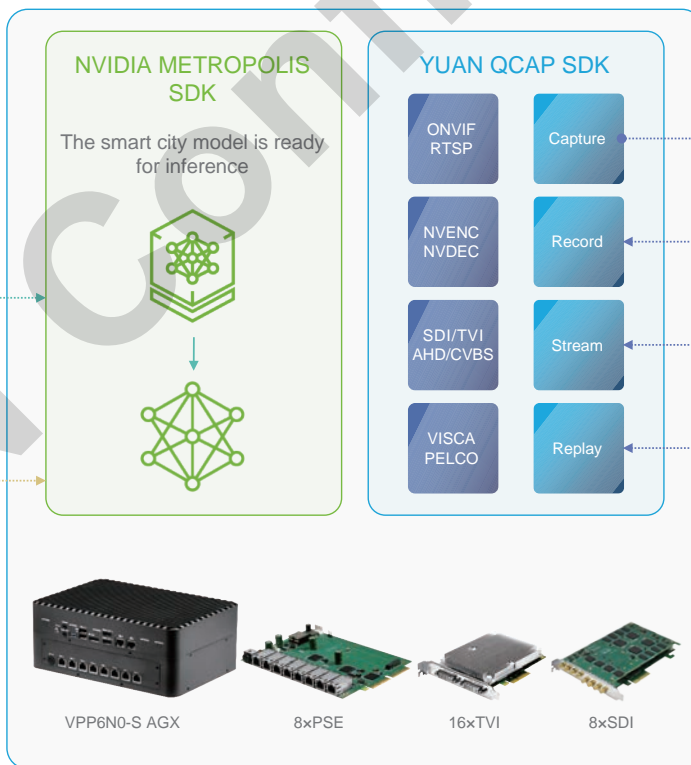 NVIDIA METROPOLIS
SDK
The smart city model is ready
for inference
YUAN QCAP SDK
ONVIF
RTSP
Capture
NVENC
NVDEC
Record
SDI/TVI
AHD/CVBS
Stream
VISCA
PELCO
Replay
VPP6N0-S AGX
8×PSE
16×TVI
8×SDI